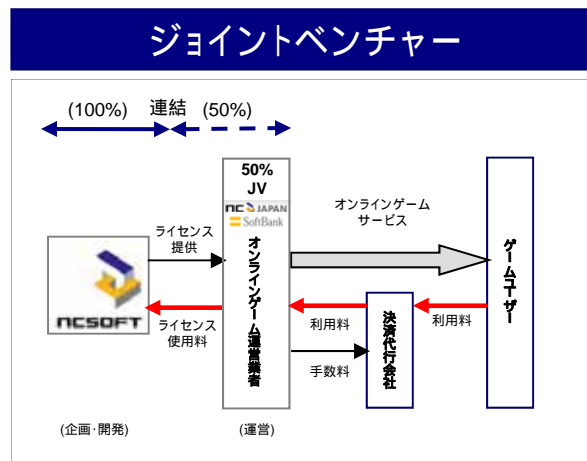 ジョイントベンチャー
(100%) 連結 (50%)
50%
JV
nc JAPAN
SoftBank
オンラインゲーム運営業者
オンラインゲーム
サービス
ゲームユーザー
ライセンス
提供
ncsoft
ライセンス
使用料
利用料
決済代行会社
利用料
手数料
(企画・開発)
(運営)